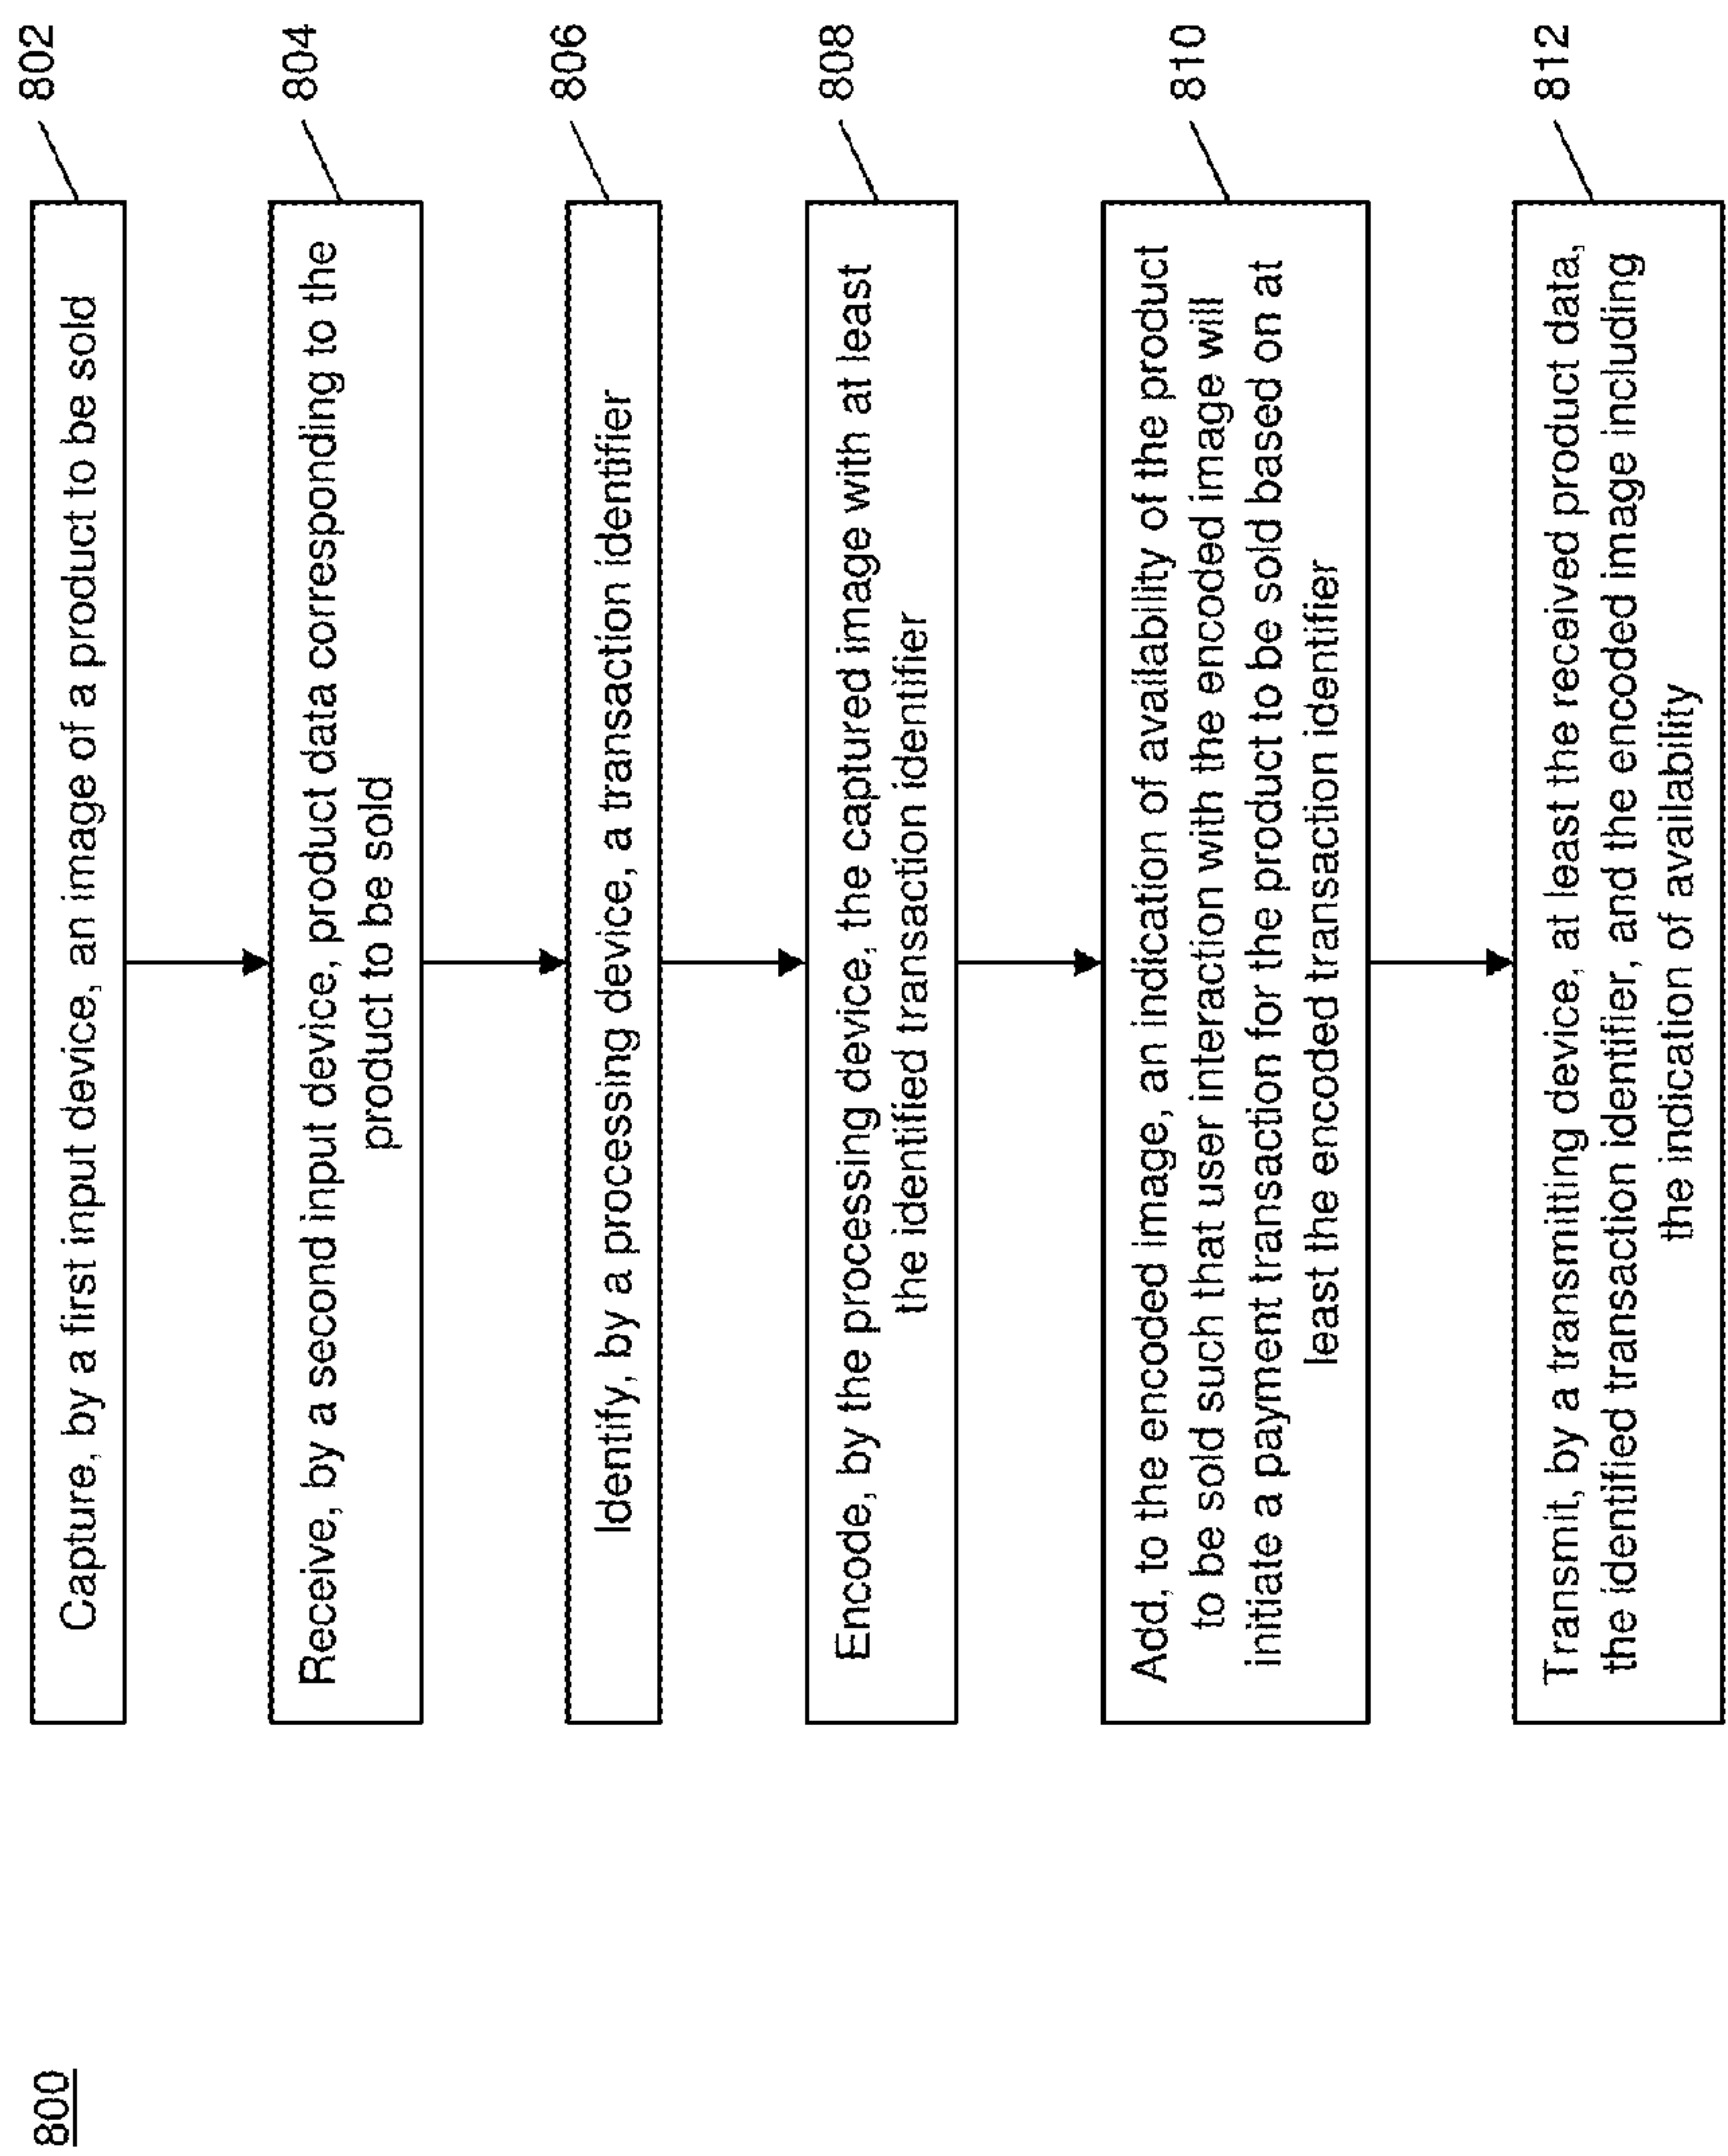 800
Capture, by a first input device, an image of a product to be sold
802
Receive, by a second input device, product data corresponding to the
product to be sold
804
Identify, by a processing device, a transaction identifier
806
Encode, by the processing device, the captured image with at least
the identified transaction identifier
808
Add, to the encoded image, an indication of availability of the product
to be sold such that user interaction with the encoded image will
initiate a payment transaction for the product to be sold based on at
least the encoded transaction identifier
810
Transmit, by a transmitting device, at least the received product data,
the identified transaction identifier, and the encoded image including
the indication of availability
812